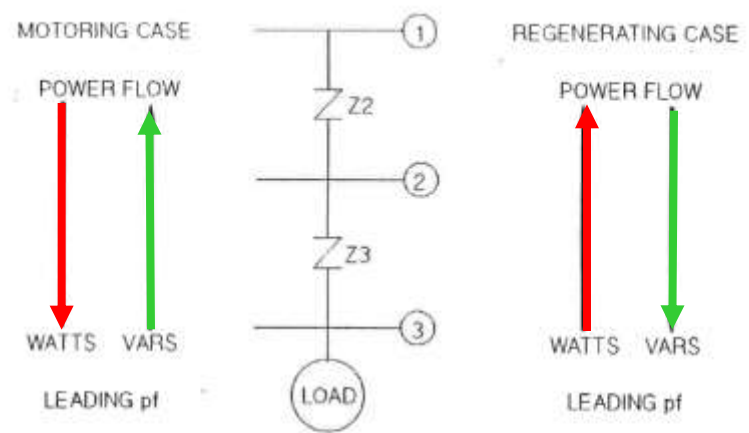 MOTORING CASE
POWER FLOW
WATTS VARS
LEADING pf
1
Z2
2
Z3
3
LOAD
REGENERATING CASE
POWER FLOW
WATTS VARS
LEADING pf